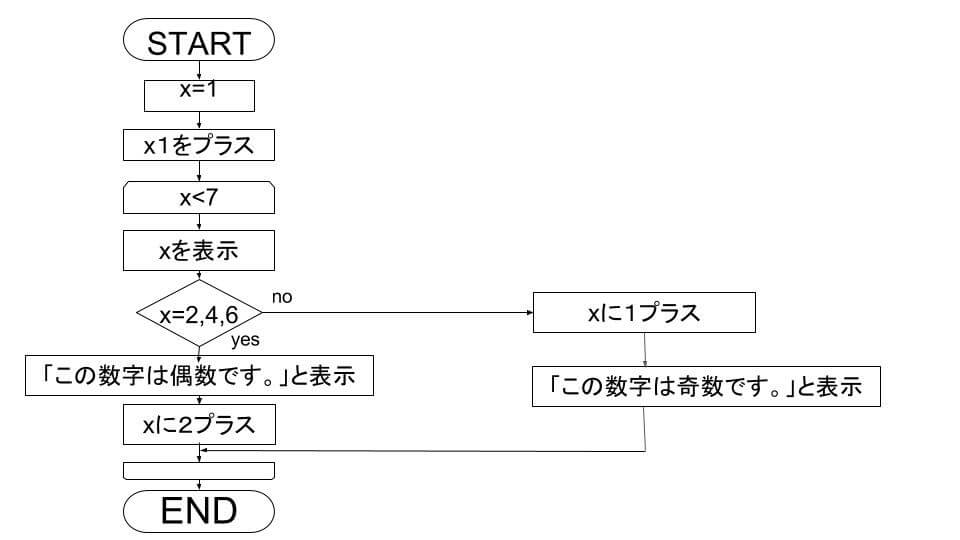 START
x=1
x1をプラス
x<7
xを表示
x=2,4,6
no
yes
xに1プラス
「この数字は偶数です。」と表示
「この数字は奇数です。」と表示
xに2プラス
END